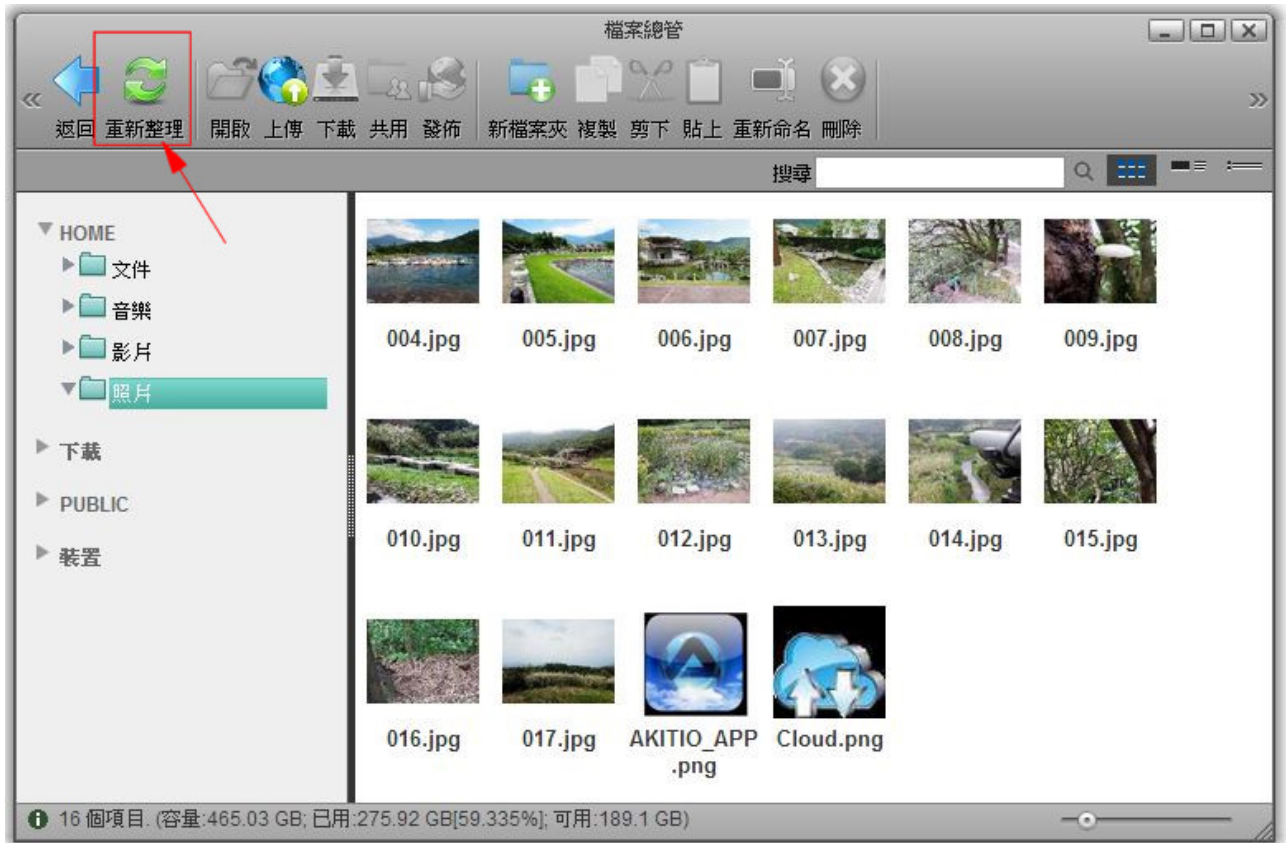 檔案總管
返回 重新整理 開啟 上傳 下載 共用 發佈 新檔案夾 複製 剪下 貼上 重新命名 刪除
搜尋
HOME
文件
音樂
影片
照片
下載
PUBLIC
裝置
004.jpg 005.jpg 006.jpg 007.jpg 008.jpg 009.jpg
010.jpg 011.jpg 012.jpg 013.jpg 014.jpg 015.jpg
016.jpg 017.jpg AKITIO_APP Cloud.png
.png
16 個項目. (容量:465.03 GB; 已用:275.92 GB[59.335%]; 可用:189.1 GB)